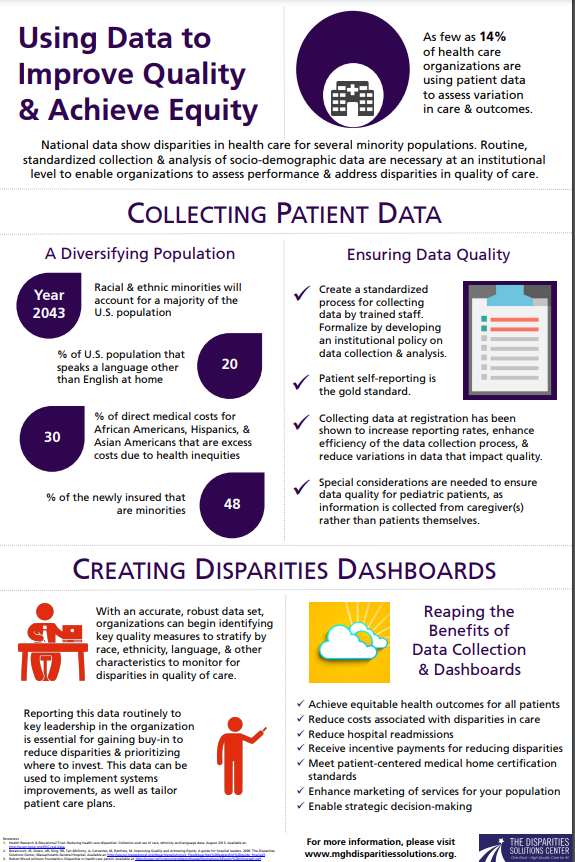 Using Data to
Improve Quality
& Achieve Equity
As few as 14%
of health care
organizations are
using patient data
to assess variation
in care & outcomes.
National data show disparities in health care for several minority populations. Routine,
standardized collection & analysis of socio-demographic data are necessary at an institutional
level to enable organizations to assess performance & address disparities in quality of care.
COLLECTING PATIENT DATA
A Diversifying Population
Year
2043
Racial & ethnic minorities will
account for a majority of the
U.S. population
% of U.S. population that
speaks a language other
than English at home
20
30
% of direct medical costs for
African Americans, Hispanics, &
Asian Americans that are excess
costs due to health inequities
% of the newly insured that
are minorities
48
Ensuring Data Quality
Create a standardized
process for collecting
data by trained staff.
Formalize by developing
an institutional policy on
data collection & analysis.
Patient self-reporting is
the gold standard.
Collecting data at registration has been
shown to increase reporting rates, enhance
efficiency of the data collection process, &
reduce variations in data that impact quality.
Special considerations are needed to ensure
data quality for pediatric patients, as
information is collected from caregiver(s)
rather than patients themselves.
CREATING DISPARITIES DASHBOARDS
With an accurate, robust data set,
organizations can begin identifying
key quality measures to stratify by
race, ethnicity, language, & other
characteristics to monitor for
disparities in quality of care.
Reporting this data routinely to
key leadership in the organization
is essential for gaining buy-in to
reduce disparities & prioritizing
where to invest. This data can be
used to implement systems
improvements, as well as tailor
patient care plans.
Reaping the
Benefits of
Data Collection
& Dashboards
Achieve equitable health outcomes for all patients
Reduce costs associated with disparities in care
Reduce hospital readmissions
Receive incentive payments for reducing disparities
Meet patient-centered medical home certification
standards
Enhance marketing of services for your population
Enable strategic decision-making
References
For more information, please visit
www.mghdisparitiessolutions.org.
THE DISPARITIES
SOLUTIONS CENTER